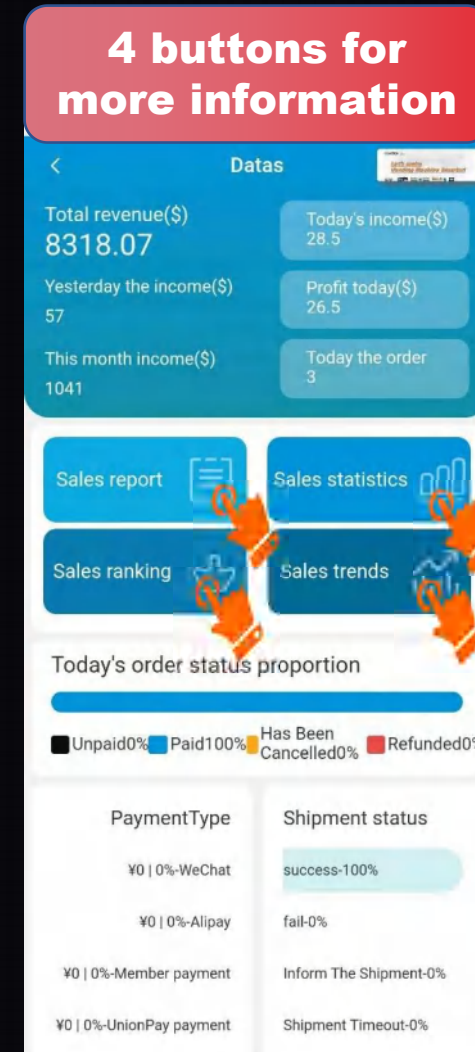 4 buttons for
more information
Datas
Total revenue($)
8318.07
Today's income($)
28.5
Yesterday the income($)
57
Profit today($)
26.5
This month income($)
1041
Today the order
3
Sales report
Sales statistics
Sales ranking
Sales trends
Today's order status proportion
Unpaid0%
Paid100%
Has Been
Cancelled0%
Refunded0%
PaymentType
¥0 | 0%-WeChat
¥0 | 0%-Alipay
¥0 | 0%-Member payment
¥0 | 0%-UnionPay payment
Shipment status
success-100%
fail-0%
Inform The Shipment-0%
Shipment Timeout-0%